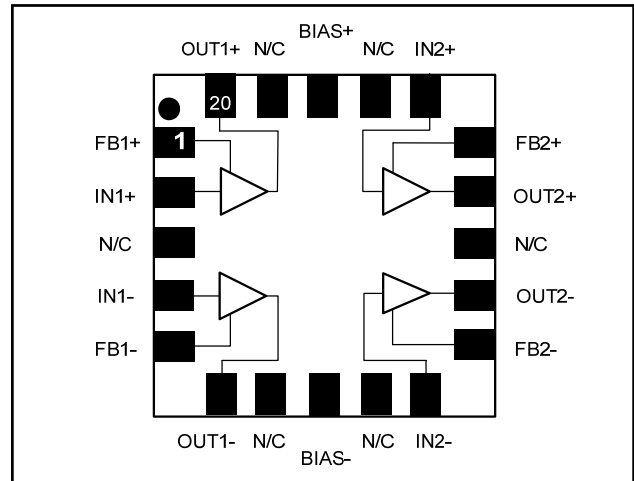 BIAS+
OUT1+ N/C N/C IN2+
20
1
FB1+ FB2+
IN1+ OUT2+
N/C N/C
IN1- OUT2-
FB1- FB2-
OUT1- N/C N/C IN2-
BIAS-